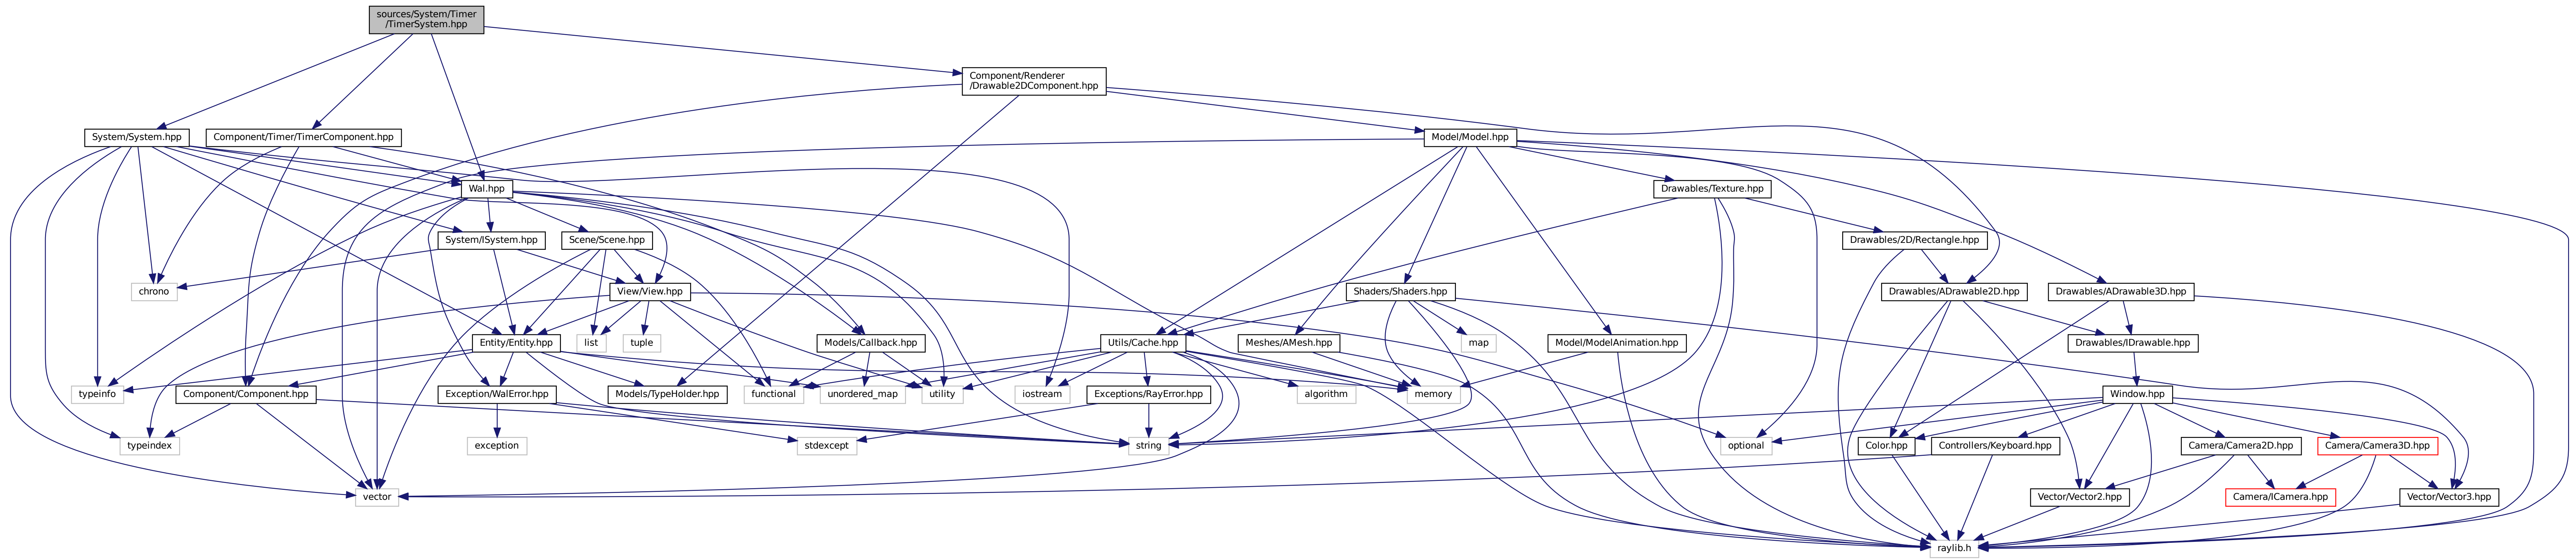 sources/System/Timer
/TimerSystem.hpp
Component/Renderer
/Drawable2DComponent.hpp
System/System.hpp
Component/Timer/TimerComponent.hpp
Model/Model.hpp
Wal.hpp
Drawables/Texture.hpp
System/ISystem.hpp
Scene/Scene.hpp
Drawables/2D/Rectangle.hpp
chrono
View/View.hpp
Shaders/Shaders.hpp
Drawables/ADrawable2D.hpp
Drawables/ADrawable3D.hpp
Entity/Entity.hpp
list
tuple
Models/Callback.hpp
Utils/Cache.hpp
Meshes/AMesh.hpp
map
Model/ModelAnimation.hpp
Drawables/IDrawable.hpp
typeinfo
Component/Component.hpp
Exception/WalError.hpp
Models/TypeHolder.hpp
functional
unordered_map
utility
iostream
Exceptions/RayError.hpp
algorithm
memory
Window.hpp
typeindex
exception
stdexcept
string
optional
Color.hpp
Controllers/Keyboard.hpp
Camera/Camera2D.hpp
Camera/Camera3D.hpp
vector
Vector/Vector2.hpp
Camera/ICamera.hpp
Vector/Vector3.hpp
raylib.h